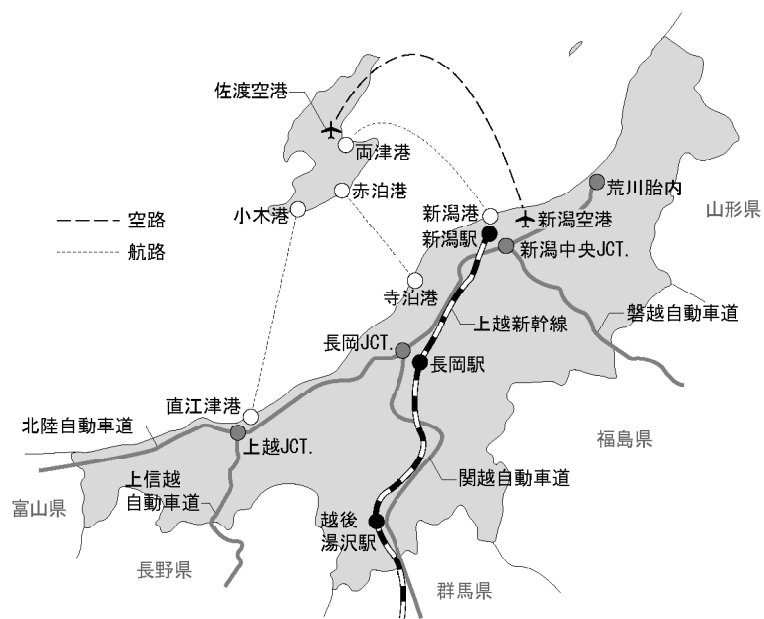 佐渡空港
両津港
赤泊港
小木港
空路
航路
新潟港
新潟駅
新潟空港
荒川胎内
山形県
新潟中央JCT.
寺泊港
上越新幹線
磐越自動車道
長岡JCT.
長岡駅
直江津港
北陸自動車道
上越JCT.
福島県
上信越
自動車道
関越自動車道
富山県
越後
湯沢駅
長野県
群馬県